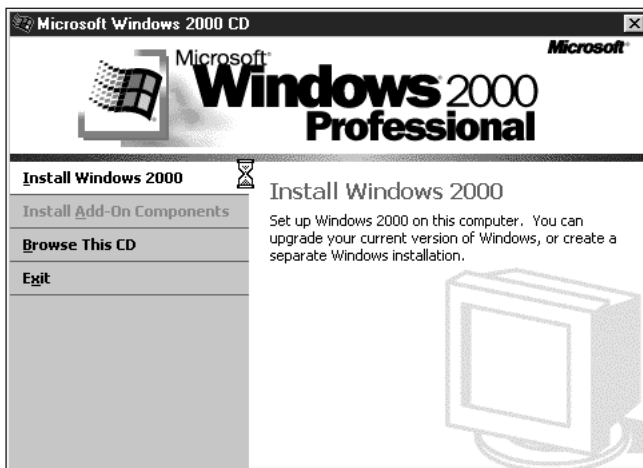 Microsoft Windows 2000 CD
Microsoft
Microsoft
Windows 2000
Professional
Install Windows 2000
Install Add-On Components
Browse This CD
Exit
Install Windows 2000
Set up Windows 2000 on this computer. You can
upgrade your current version of Windows, or create a
separate Windows installation.